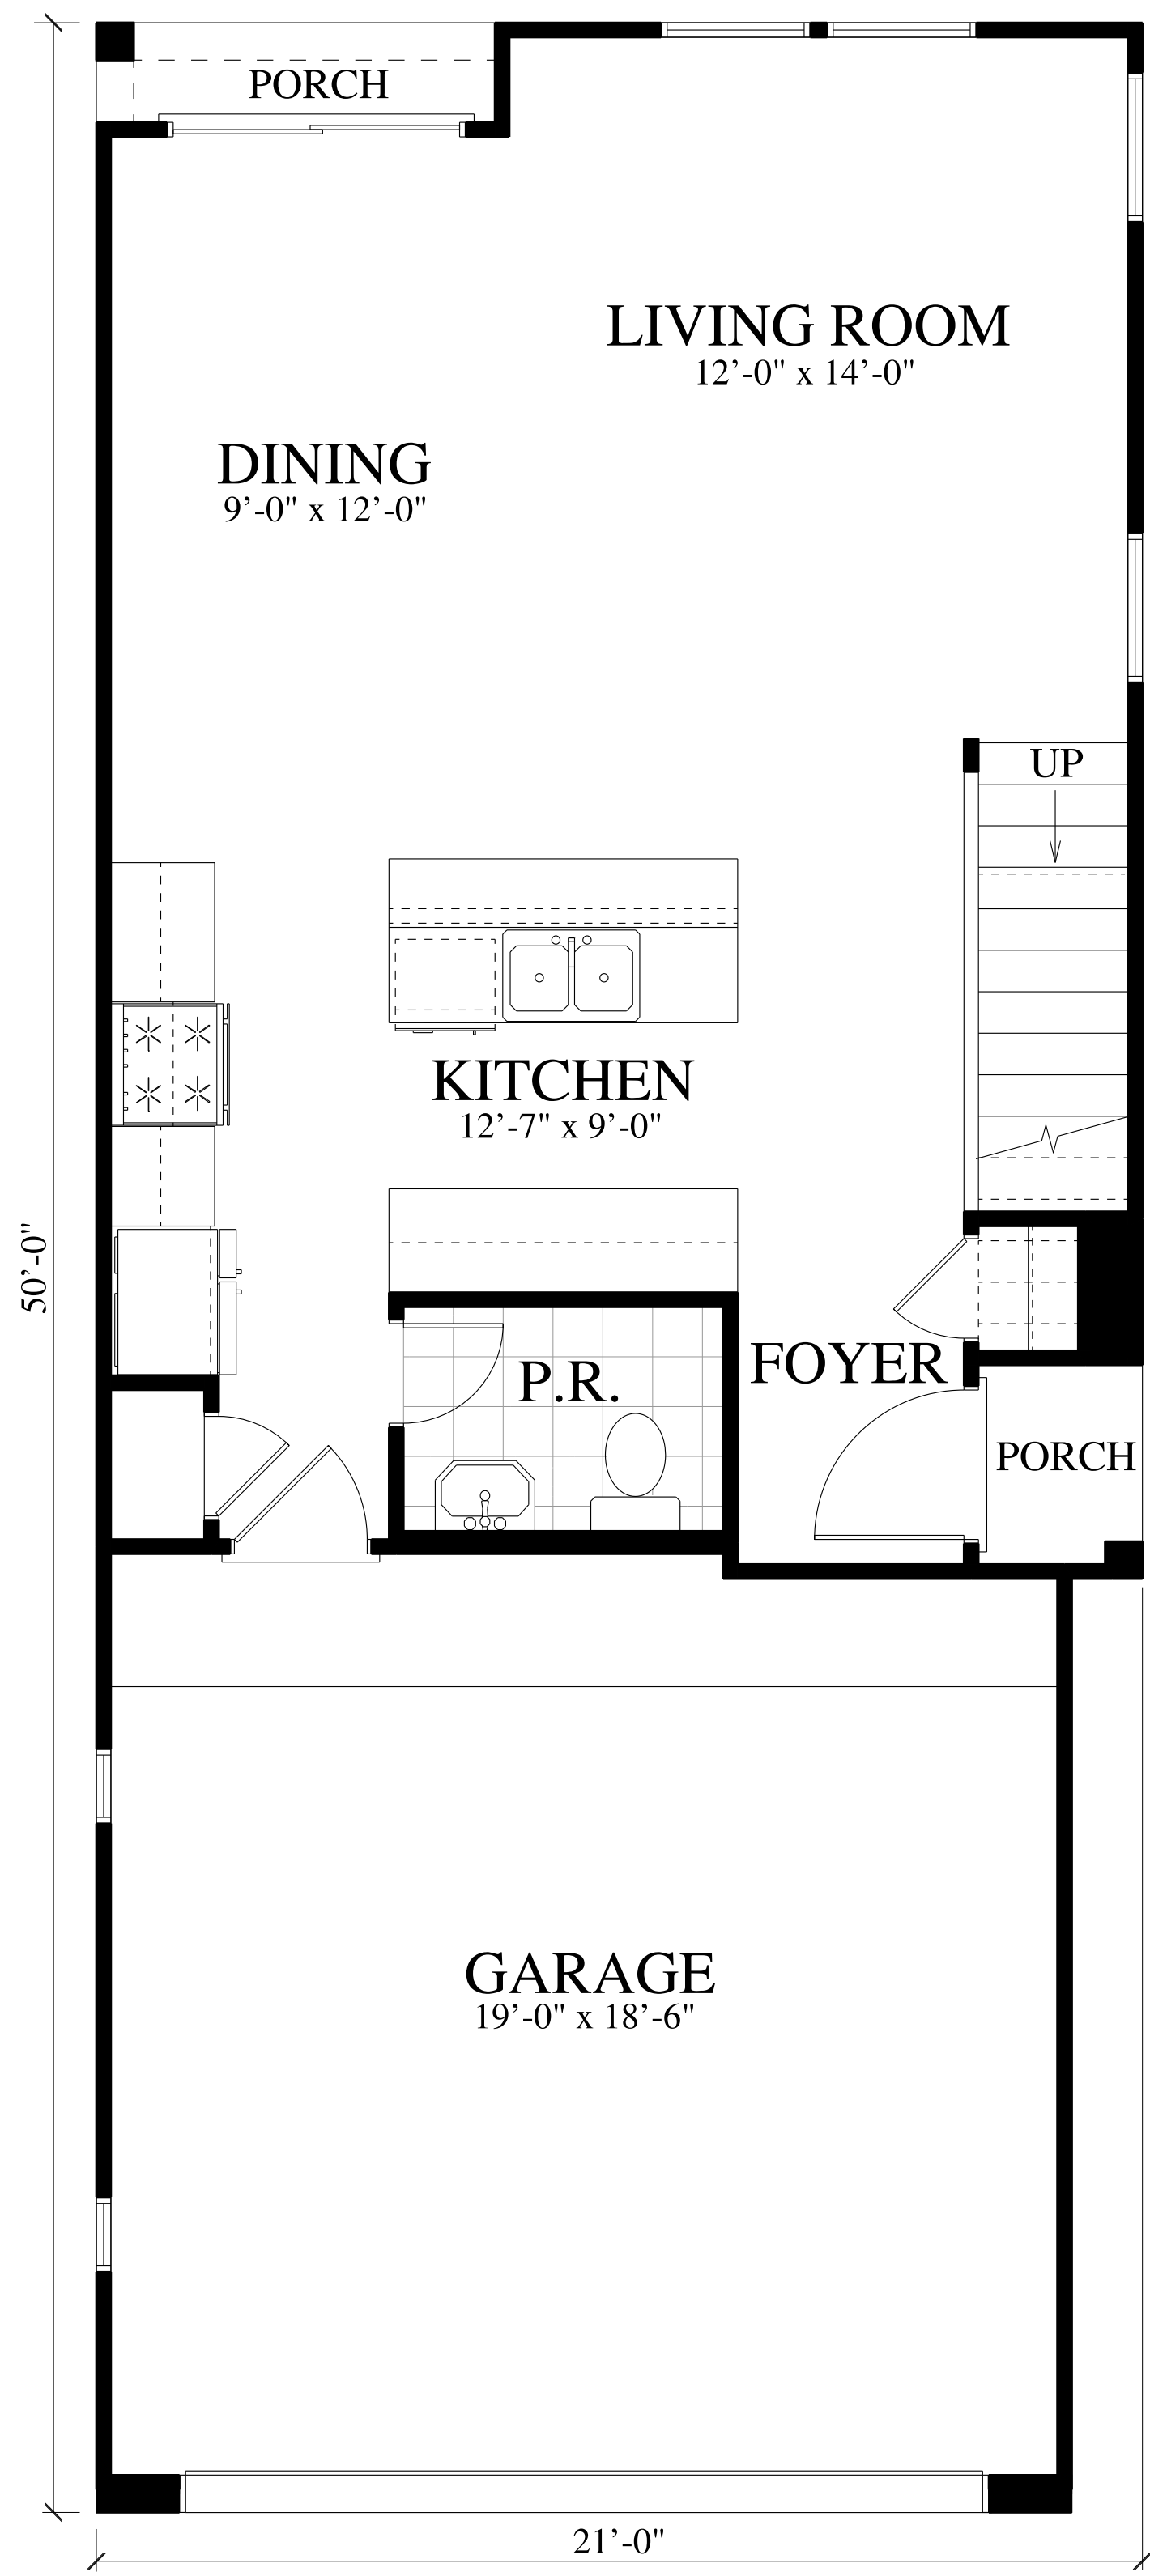 PORCH
LIVING ROOM
12'-0" x 14'-0"
DINING
9'-0" x 12'-0"
UP
KITCHEN
12'-7" x 9'-0"
50'-0"
FOYER
P.R.
PORCH
GARAGE
19'-0" x 18'-6"
21'-0"